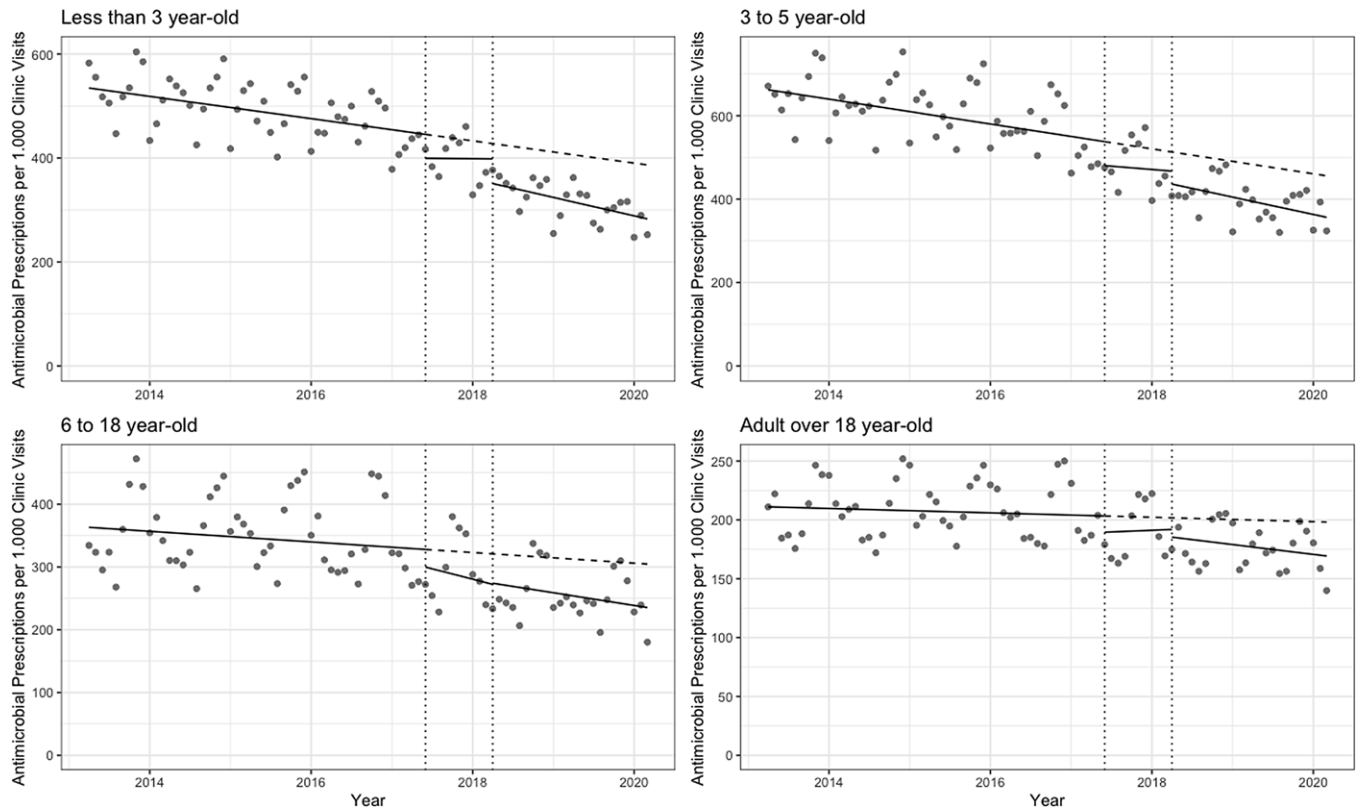 Less than 3 year-old
Antimicrobial Prescriptions per 1.000 Clinic Visits
600
400
200
0
2014 2016 2018 2020
3 to 5 year-old
Antimicrobial Prescriptions per 1.000 Clinic Visits
600
400
200
0
2014 2016 2018 2020
6 to 18 year-old
Antimicrobial Prescriptions per 1.000 Clinic Visits
400
300
200
100
0
2014 2016 2018 2020
Year
Adult over 18 year-old
Antimicrobial Prescriptions per 1.000 Clinic Visits
250
200
150
100
50
0
2014 2016 2018 2020
Year